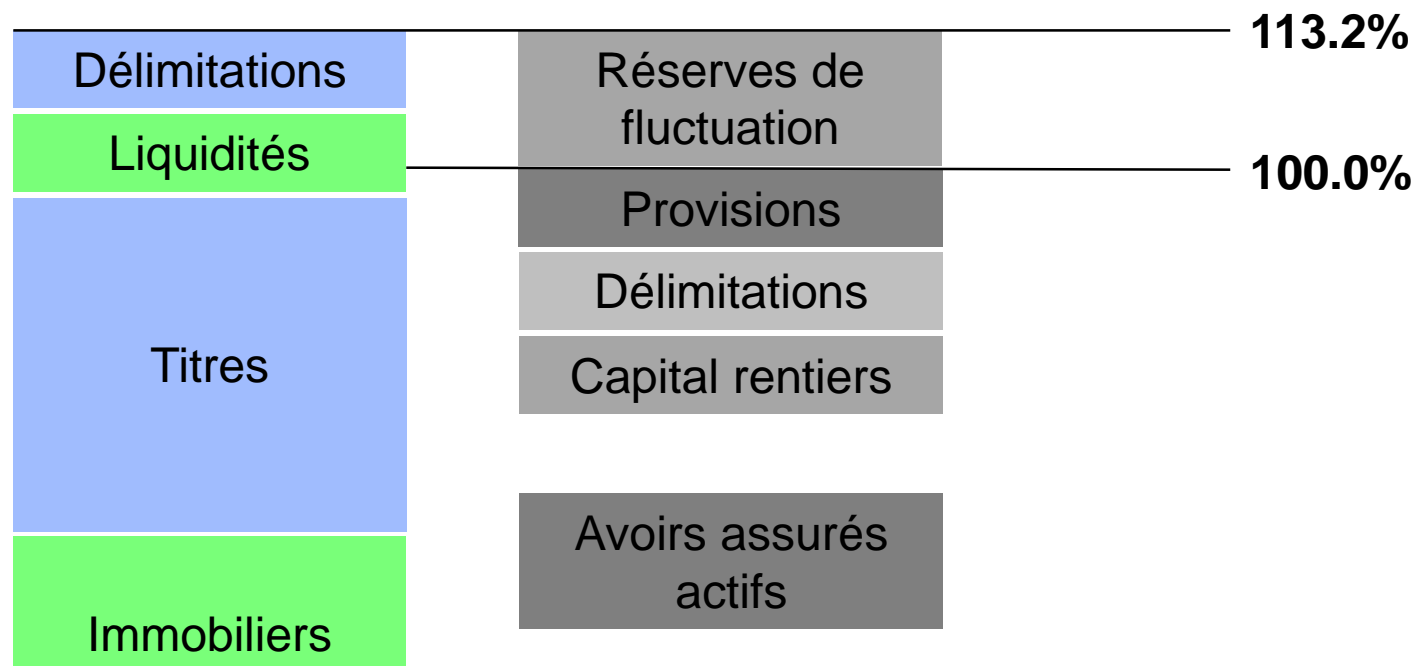 113.2%
Délimitations
Réserves de
fluctuation
Liquidités
100.0%
Provisions
Délimitations
Titres
Capital rentiers
Avoirs assurés
actifs
Immobiliers